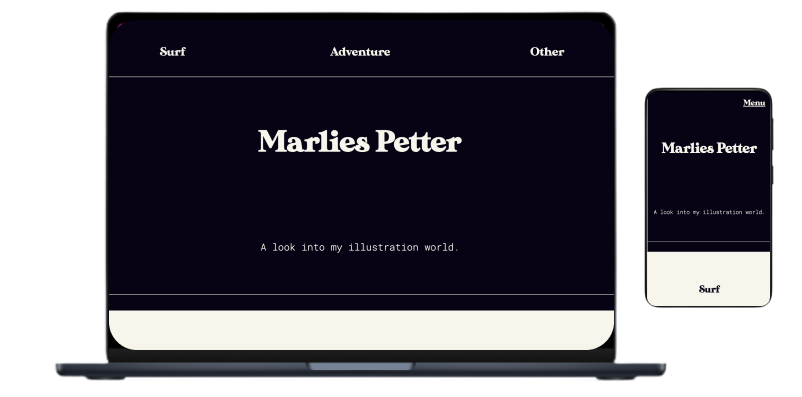 Surf Adventure Other
Marlies Petter
A look into my illustration world.
Menu
Marlies Petter
A look into my illustration world.
Surf